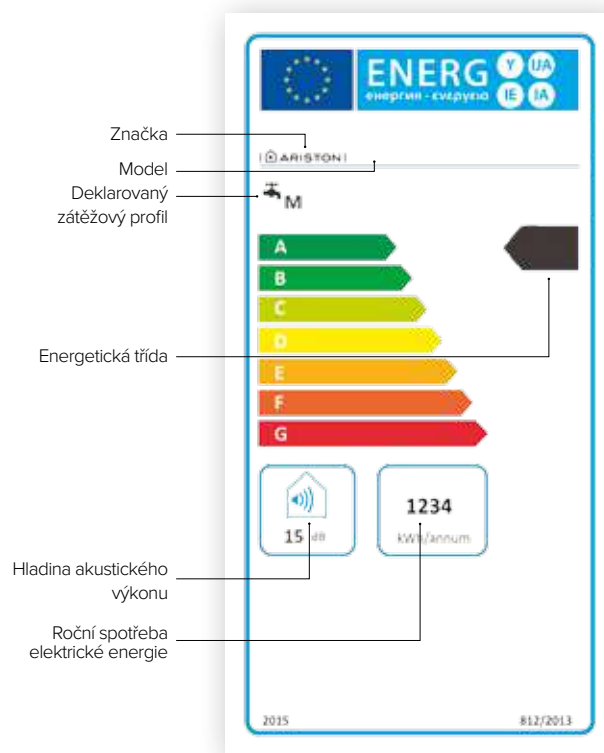 ENERG
Y UA
енергия · ενεργεια
IE IA
Značka
ARISTON
Model
Deklarovaný
zátěžový profil
M
A
B
C
D
Energetická třída
E
F
G
15 dB
1234
kWh/annum
Hladina akustického
výkonu
Roční spotřeba
elektrické energie
2015
812/2013